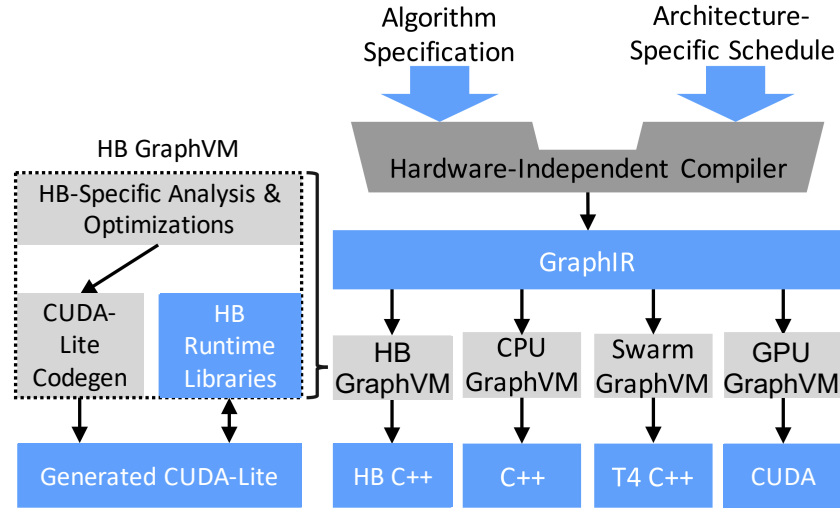 Algorithm
Specification
Architecture-
Specific Schedule
Hardware-Independent Compiler
HB GraphVM
HB-Specific Analysis &
Optimizations
CUDA-
Lite
Codegen
HB
Runtime
Libraries
Generated CUDA-Lite
GraphIR
HB
GraphVM
CPU
GraphVM
Swarm
GraphVM
GPU
GraphVM
HB C++
C++
T4 C++
CUDA